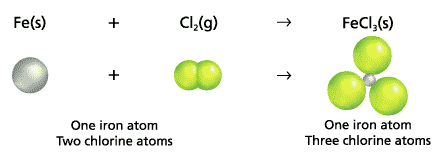 Fe(s) + Cl₂(g) → FeCl₃(s)
+ →
One iron atom
Two chlorine atoms
One iron atom
Three chlorine atoms